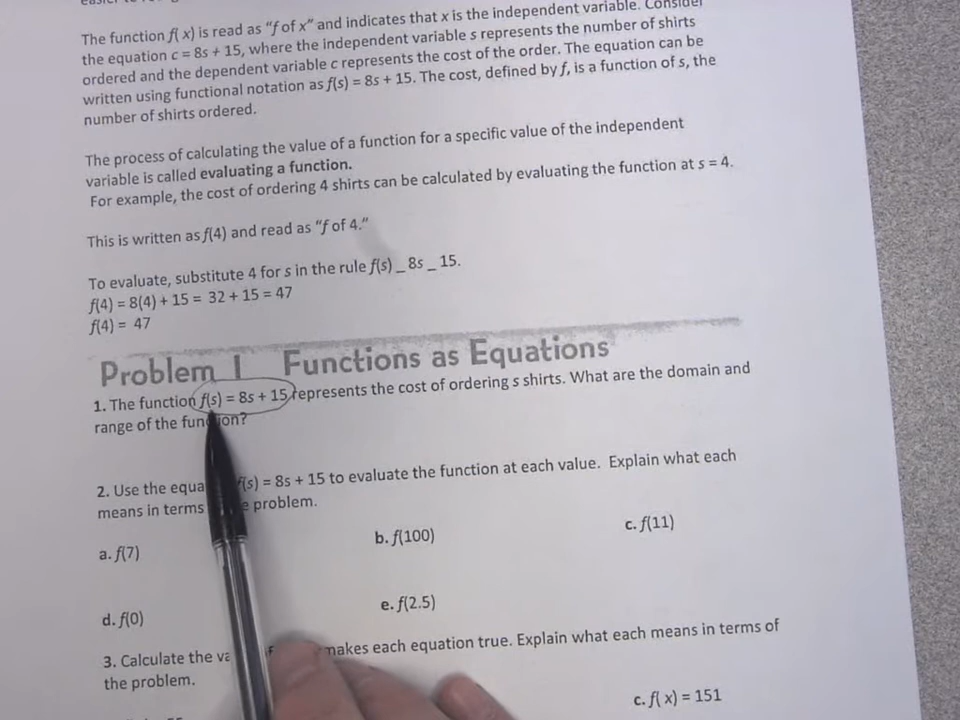 The function f( x) is read as "f of x" and indicates that x is the independent variable. Consider
the equation c = 8s + 15, where the independent variable s represents the number of shirts
ordered and the dependent variable c represents the cost of the order. The equation can be
written using functional notation as f(s) = 8s + 15. The cost, defined by f, is a function of s, the
number of shirts ordered.
The process of calculating the value of a function for a specific value of the independent
variable is called evaluating a function.
For example, the cost of ordering 4 shirts can be calculated by evaluating the function at s = 4.
This is written as f(4) and read as "f of 4."
To evaluate, substitute 4 for s in the rule f(s) _ 8s _ 15.
f(4) = 8(4) + 15 = 32 + 15 = 47
f(4) = 47
Problem 1 Functions as Equations
1. The function f(s) = 8s + 15 represents the cost of ordering s shirts. What are the domain and
range of the function?
2. Use the equa f(s) = 8s + 15 to evaluate the function at each value. Explain what each
means in terms problem.
a. f(7) b. f(100) c. f(11)
d. f(0) e. f(2.5)
3. Calculate the va makes each equation true. Explain what each means in terms of
the problem.
c. f( x) = 151